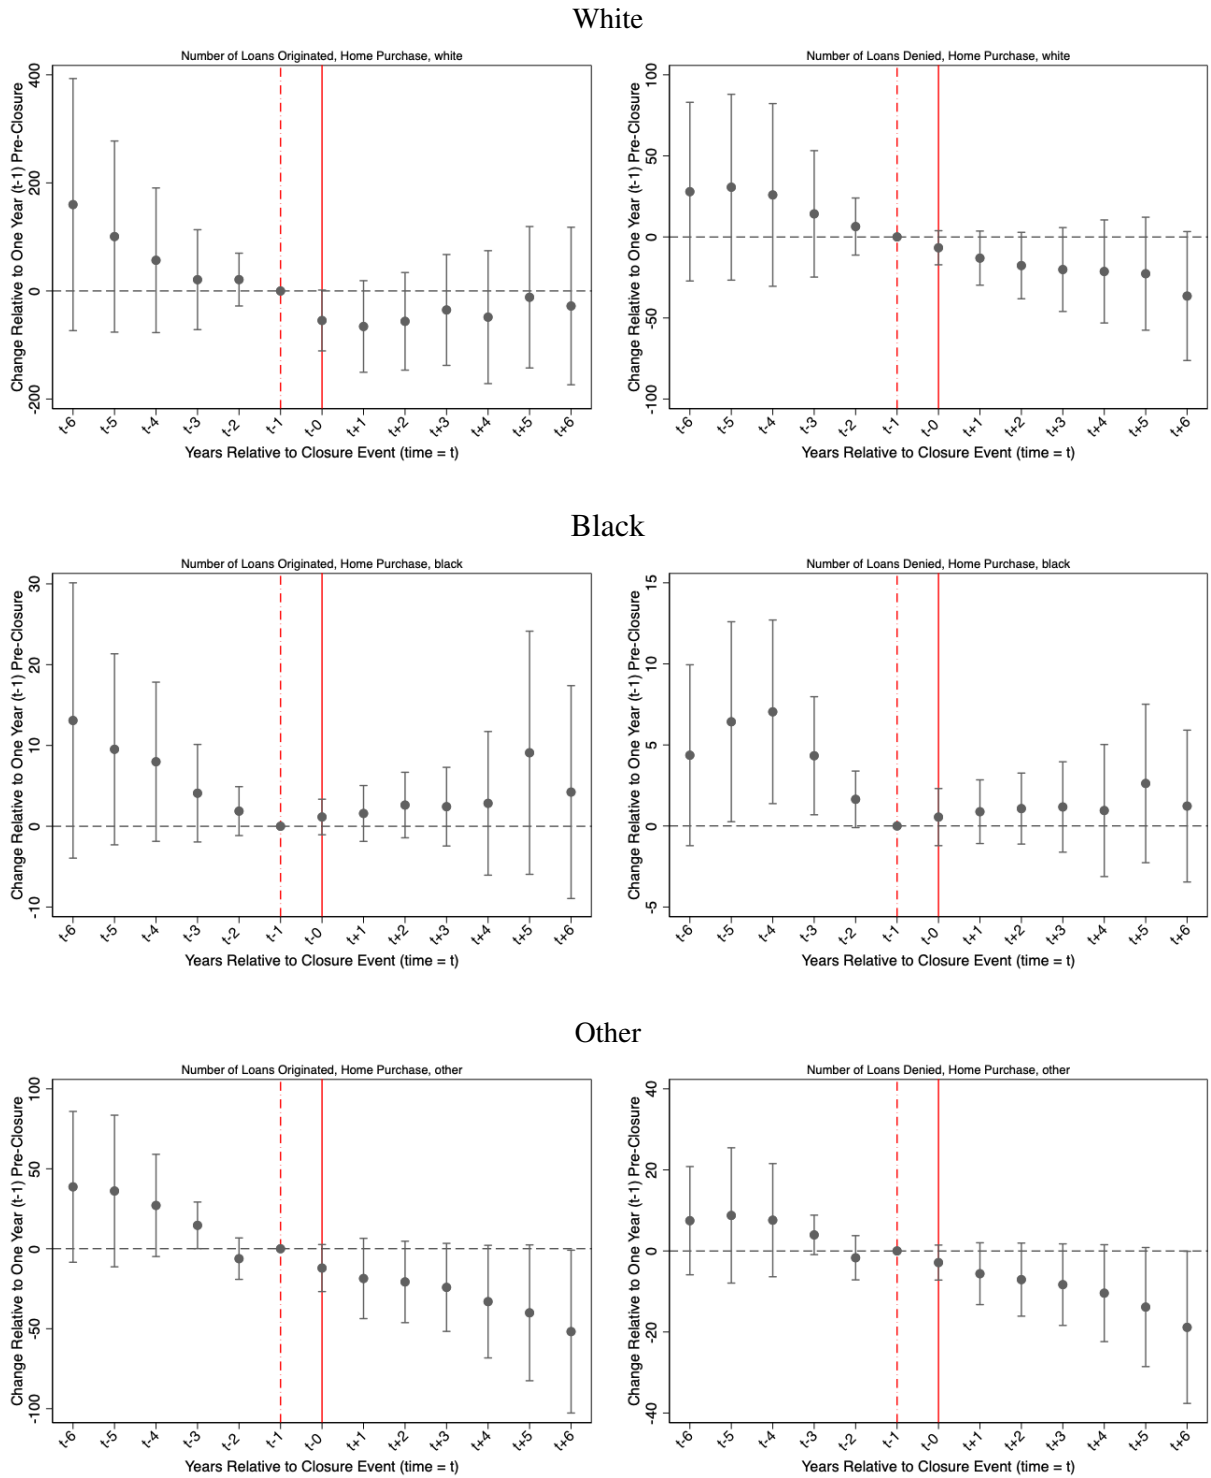 White
Number of Loans Originated, Home Purchase, white
Change Relative to One Year (t-1) Pre-Closure
400
200
0
-200
t-6 t-5 t-4 t-3 t-2 t-1 t-0 t+1 t+2 t+3 t+4 t+5 t+6
Years Relative to Closure Event (time = t)
Number of Loans Denied, Home Purchase, white
Change Relative to One Year (t-1) Pre-Closure
100
50
0
-50
-100
t-6 t-5 t-4 t-3 t-2 t-1 t-0 t+1 t+2 t+3 t+4 t+5 t+6
Years Relative to Closure Event (time = t)
Black
Number of Loans Originated, Home Purchase, black
Change Relative to One Year (t-1) Pre-Closure
30
20
10
0
-10
t-6 t-5 t-4 t-3 t-2 t-1 t-0 t+1 t+2 t+3 t+4 t+5 t+6
Years Relative to Closure Event (time = t)
Number of Loans Denied, Home Purchase, black
Change Relative to One Year (t-1) Pre-Closure
15
10
5
0
-5
t-6 t-5 t-4 t-3 t-2 t-1 t-0 t+1 t+2 t+3 t+4 t+5 t+6
Years Relative to Closure Event (time = t)
Other
Number of Loans Originated, Home Purchase, other
Change Relative to One Year (t-1) Pre-Closure
100
50
0
-50
-100
t-6 t-5 t-4 t-3 t-2 t-1 t-0 t+1 t+2 t+3 t+4 t+5 t+6
Years Relative to Closure Event (time = t)
Number of Loans Denied, Home Purchase, other
Change Relative to One Year (t-1) Pre-Closure
40
20
0
-20
-40
t-6 t-5 t-4 t-3 t-2 t-1 t-0 t+1 t+2 t+3 t+4 t+5 t+6
Years Relative to Closure Event (time = t)